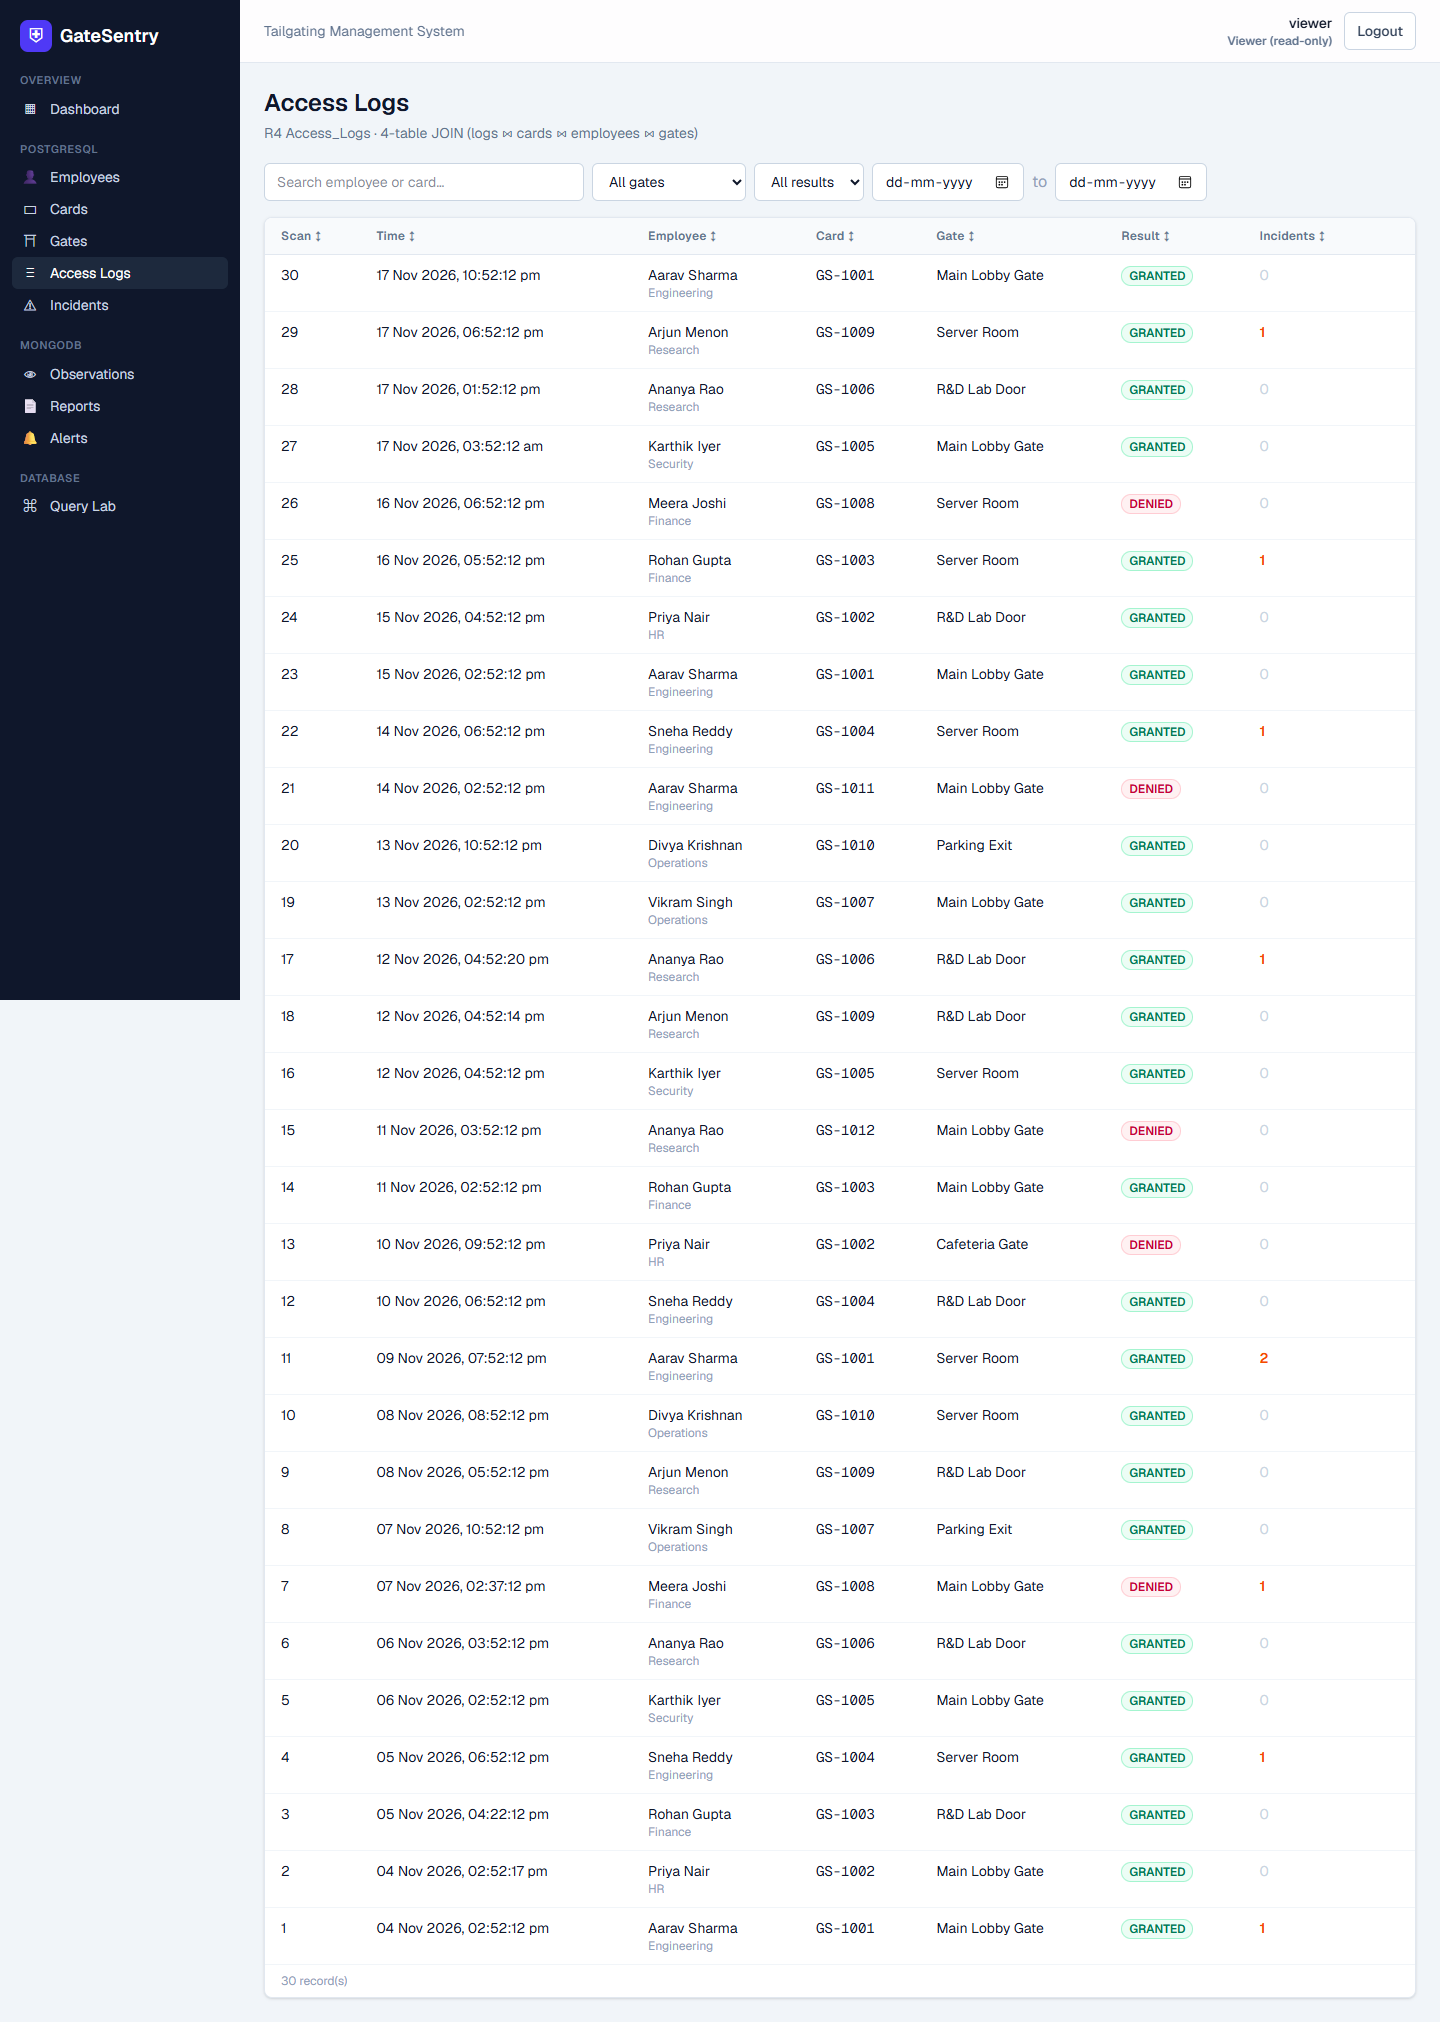 GateSentry
OVERVIEW
Dashboard
POSTGRESQL
Employees
Cards
Gates
Access Logs
Incidents
MONGODB
Observations
Reports
Alerts
DATABASE
Query Lab
Tailgating Management System
viewer
Viewer (read-only)
Logout
Access Logs
R4 Access_Logs · 4-table JOIN (logs ⋈ cards ⋈ employees ⋈ gates)
Search employee or card... All gates All results dd-mm-yyyy to dd-mm-yyyy
Scan ↕ Time ↕ Employee ↕ Card ↕ Gate ↕ Result ↕ Incidents ↕
30 17 Nov 2026, 10:52:12 pm Aarav Sharma GS-1001 Main Lobby Gate GRANTED 0
Engineering
29 17 Nov 2026, 06:52:12 pm Arjun Menon GS-1009 Server Room GRANTED 1
Research
28 17 Nov 2026, 01:52:12 pm Ananya Rao GS-1006 R&D Lab Door GRANTED 0
Research
27 17 Nov 2026, 03:52:12 am Karthik Iyer GS-1005 Main Lobby Gate GRANTED 0
Security
26 16 Nov 2026, 06:52:12 pm Meera Joshi GS-1008 Server Room DENIED 0
Finance
25 16 Nov 2026, 05:52:12 pm Rohan Gupta GS-1003 Server Room GRANTED 1
Finance
24 15 Nov 2026, 04:52:12 pm Priya Nair GS-1002 R&D Lab Door GRANTED 0
HR
23 15 Nov 2026, 02:52:12 pm Aarav Sharma GS-1001 Main Lobby Gate GRANTED 0
Engineering
22 14 Nov 2026, 06:52:12 pm Sneha Reddy GS-1004 Server Room GRANTED 1
Engineering
21 14 Nov 2026, 02:52:12 pm Aarav Sharma GS-1011 Main Lobby Gate DENIED 0
Engineering
20 13 Nov 2026, 10:52:12 pm Divya Krishnan GS-1010 Parking Exit GRANTED 0
Operations
19 13 Nov 2026, 02:52:12 pm Vikram Singh GS-1007 Main Lobby Gate GRANTED 0
Operations
17 12 Nov 2026, 04:52:20 pm Ananya Rao GS-1006 R&D Lab Door GRANTED 1
Research
18 12 Nov 2026, 04:52:14 pm Arjun Menon GS-1009 R&D Lab Door GRANTED 0
Research
16 12 Nov 2026, 04:52:12 pm Karthik Iyer GS-1005 Server Room GRANTED 0
Security
15 11 Nov 2026, 03:52:12 pm Ananya Rao GS-1012 Main Lobby Gate DENIED 0
Research
14 11 Nov 2026, 02:52:12 pm Rohan Gupta GS-1003 Main Lobby Gate GRANTED 0
Finance
13 10 Nov 2026, 09:52:12 pm Priya Nair GS-1002 Cafeteria Gate DENIED 0
HR
12 10 Nov 2026, 06:52:12 pm Sneha Reddy GS-1004 R&D Lab Door GRANTED 0
Engineering
11 09 Nov 2026, 07:52:12 pm Aarav Sharma GS-1001 Server Room GRANTED 2
Engineering
10 08 Nov 2026, 08:52:12 pm Divya Krishnan GS-1010 Server Room GRANTED 0
Operations
9 08 Nov 2026, 05:52:12 pm Arjun Menon GS-1009 R&D Lab Door GRANTED 0
Research
8 07 Nov 2026, 10:52:12 pm Vikram Singh GS-1007 Parking Exit GRANTED 0
Operations
7 07 Nov 2026, 02:37:12 pm Meera Joshi GS-1008 Main Lobby Gate DENIED 1
Finance
6 06 Nov 2026, 03:52:12 pm Ananya Rao GS-1006 R&D Lab Door GRANTED 0
Research
5 06 Nov 2026, 02:52:12 pm Karthik Iyer GS-1005 Main Lobby Gate GRANTED 0
Security
4 05 Nov 2026, 06:52:12 pm Sneha Reddy GS-1004 Server Room GRANTED 1
Engineering
3 05 Nov 2026, 04:22:12 pm Rohan Gupta GS-1003 R&D Lab Door GRANTED 0
Finance
2 04 Nov 2026, 02:52:17 pm Priya Nair GS-1002 Main Lobby Gate GRANTED 0
HR
1 04 Nov 2026, 02:52:12 pm Aarav Sharma GS-1001 Main Lobby Gate GRANTED 1
Engineering
30 record(s)